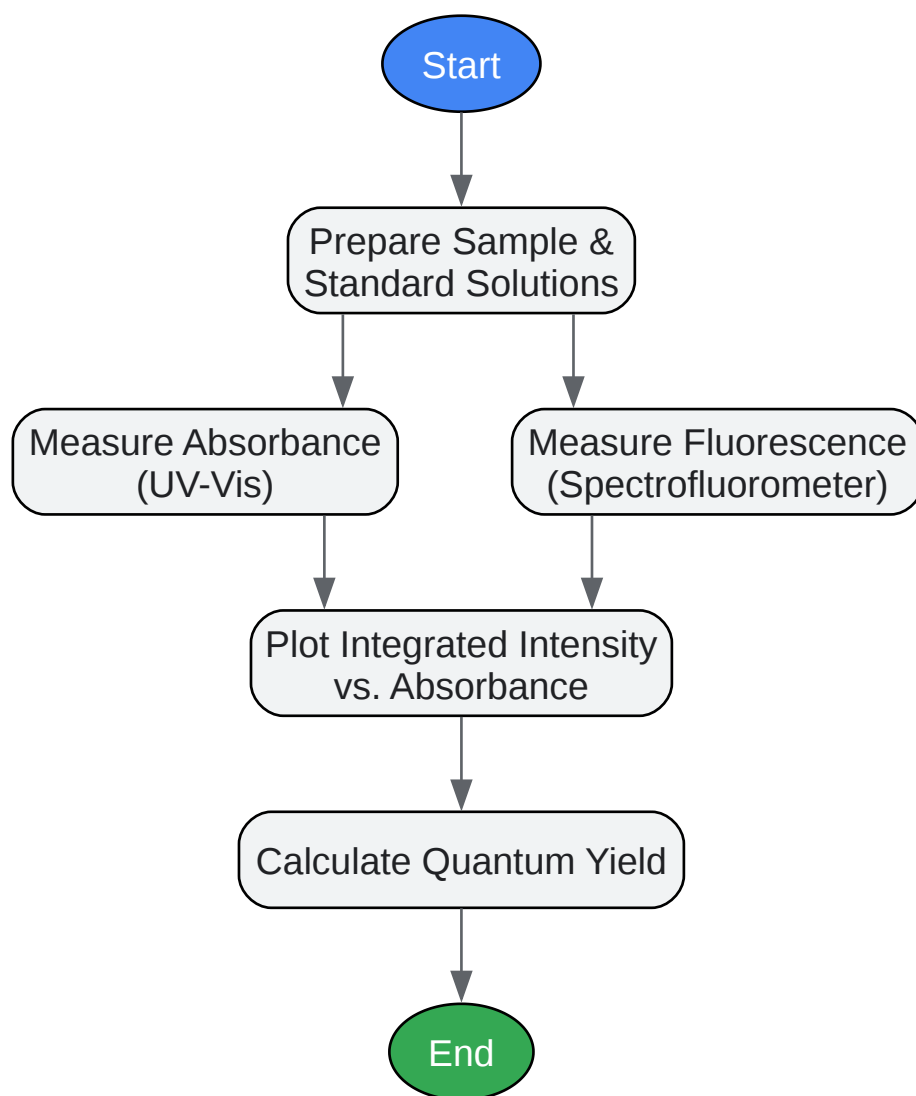 Start
Prepare Sample &
Standard Solutions
Measure Absorbance
(UV-Vis)
Measure Fluorescence
(Spectrofluorometer)
Plot Integrated Intensity
vs. Absorbance
Calculate Quantum Yield
End